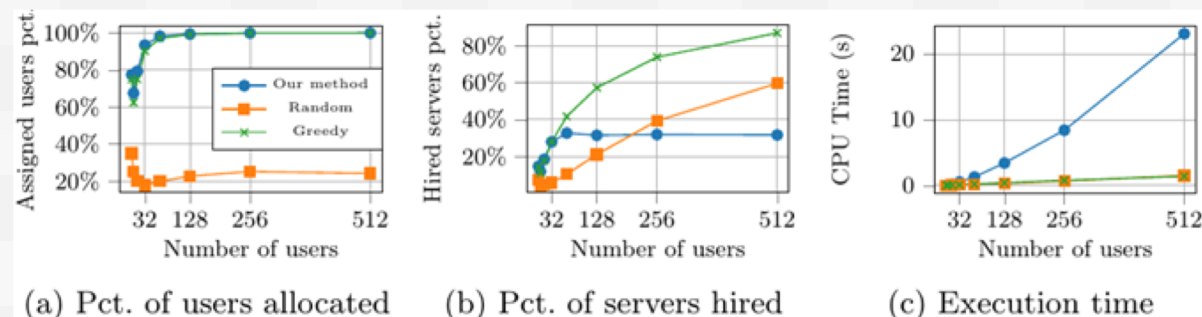 Assigned users pct.
100%
80%
60%
40%
20%
Our method
Random
Greedy
32 128 256 512
Number of users
(a) Pct. of users allocated
Hired servers pct.
80%
60%
40%
20%
32 128 256 512
Number of users
(b) Pct. of servers hired
CPU Time (s)
20
10
0
32 128 256 512
Number of users
(c) Execution time